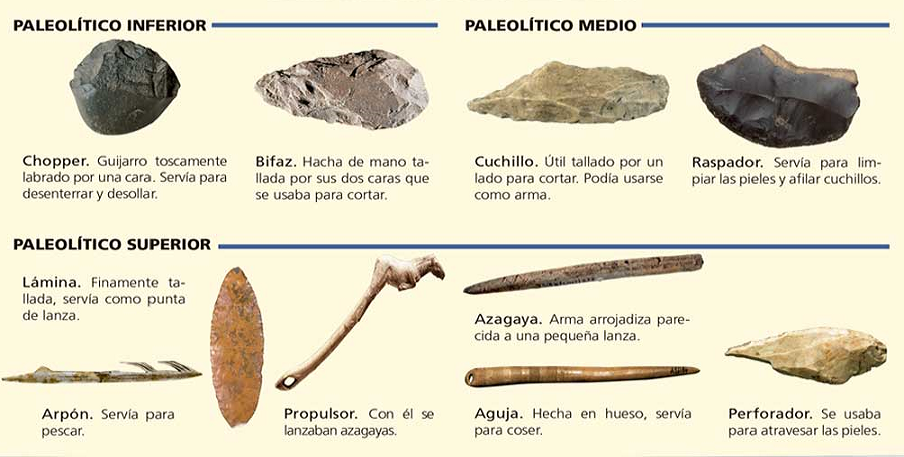 PALEOLÍTICO INFERIOR
Chopper. Guijarro toscamente
labrado por una cara. Servía para
desenterrar y desollar.
Bifaz. Hacha de mano ta-
llada por sus dos caras que
se usaba para cortar.
PALEOLÍTICO MEDIO
Cuchillo. Útil tallado por un
lado para cortar. Podía usarse
como arma.
Raspador. Servía para lim-
piar las pieles y afilar cuchillos.
PALEOLÍTICO SUPERIOR
Lámina. Finamente ta-
llada, servía como punta
de lanza.
Arpón. Servía para
pescar.
Propulsor. Con él se
lanzaban azagayas.
Azagaya. Arma arrojadiza pare-
cida a una pequeña lanza.
Aguja. Hecha en hueso, servía
para coser.
Perforador. Se usaba
para atravesar las pieles.